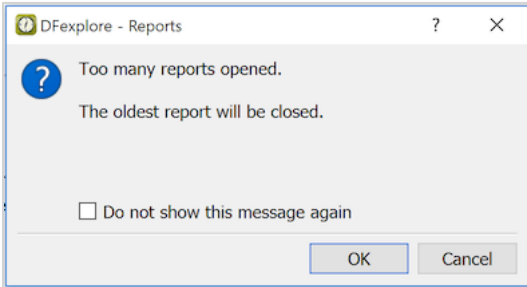 DFexplore - Reports
?
Too many reports opened.
The oldest report will be closed.
Do not show this message again
OK Cancel